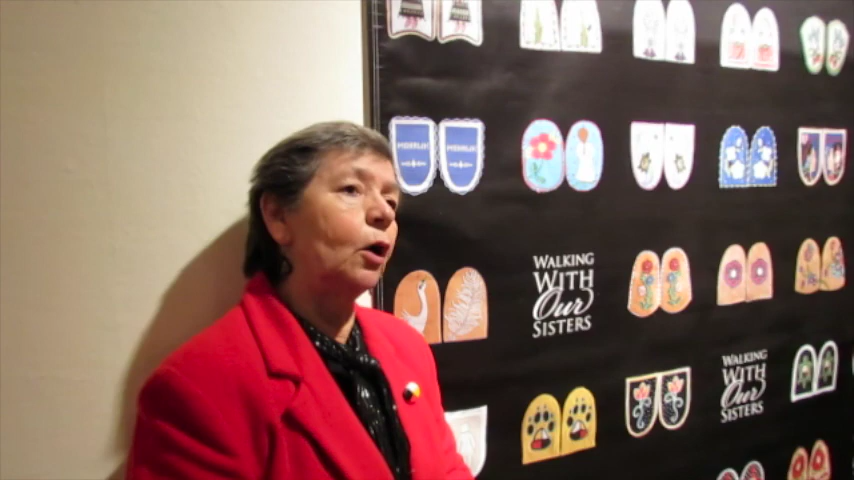 WALKING
WITH
Our
SISTERS
WALKING
WITH
Our
SISTERS